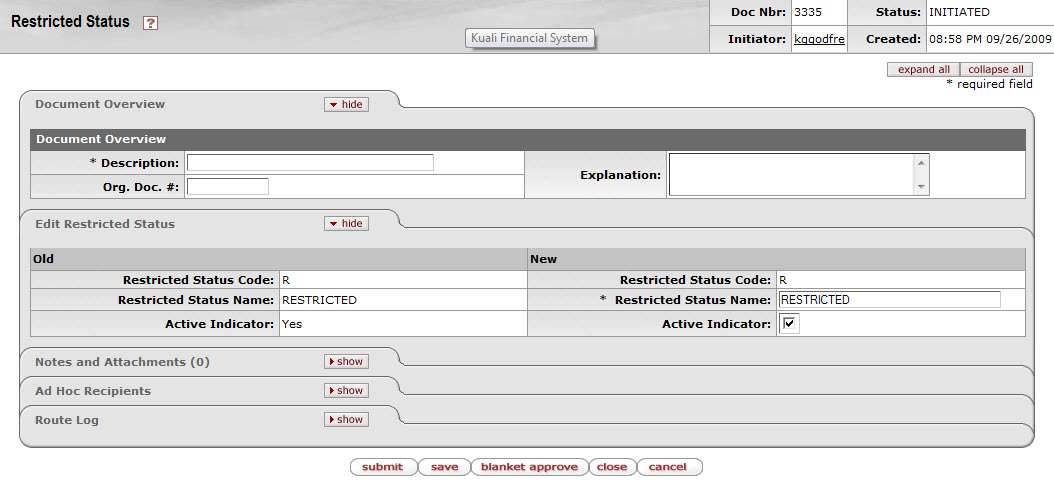 Restricted Status ?
Kuali Financial System
Doc Nbr: 3335 Status: INITIATED
Initiator: kqgodfre Created: 08:58 PM 09/26/2009
expand all collapse all
* required field
Document Overview hide
Document Overview
* Description:
Explanation:
Org. Doc. #:
Edit Restricted Status hide
Old New
Restricted Status Code: R Restricted Status Code: R
Restricted Status Name: RESTRICTED * Restricted Status Name: RESTRICTED
Active Indicator: Yes Active Indicator:
Notes and Attachments (0) show
Ad Hoc Recipients show
Route Log show
submit save blanket approve close cancel